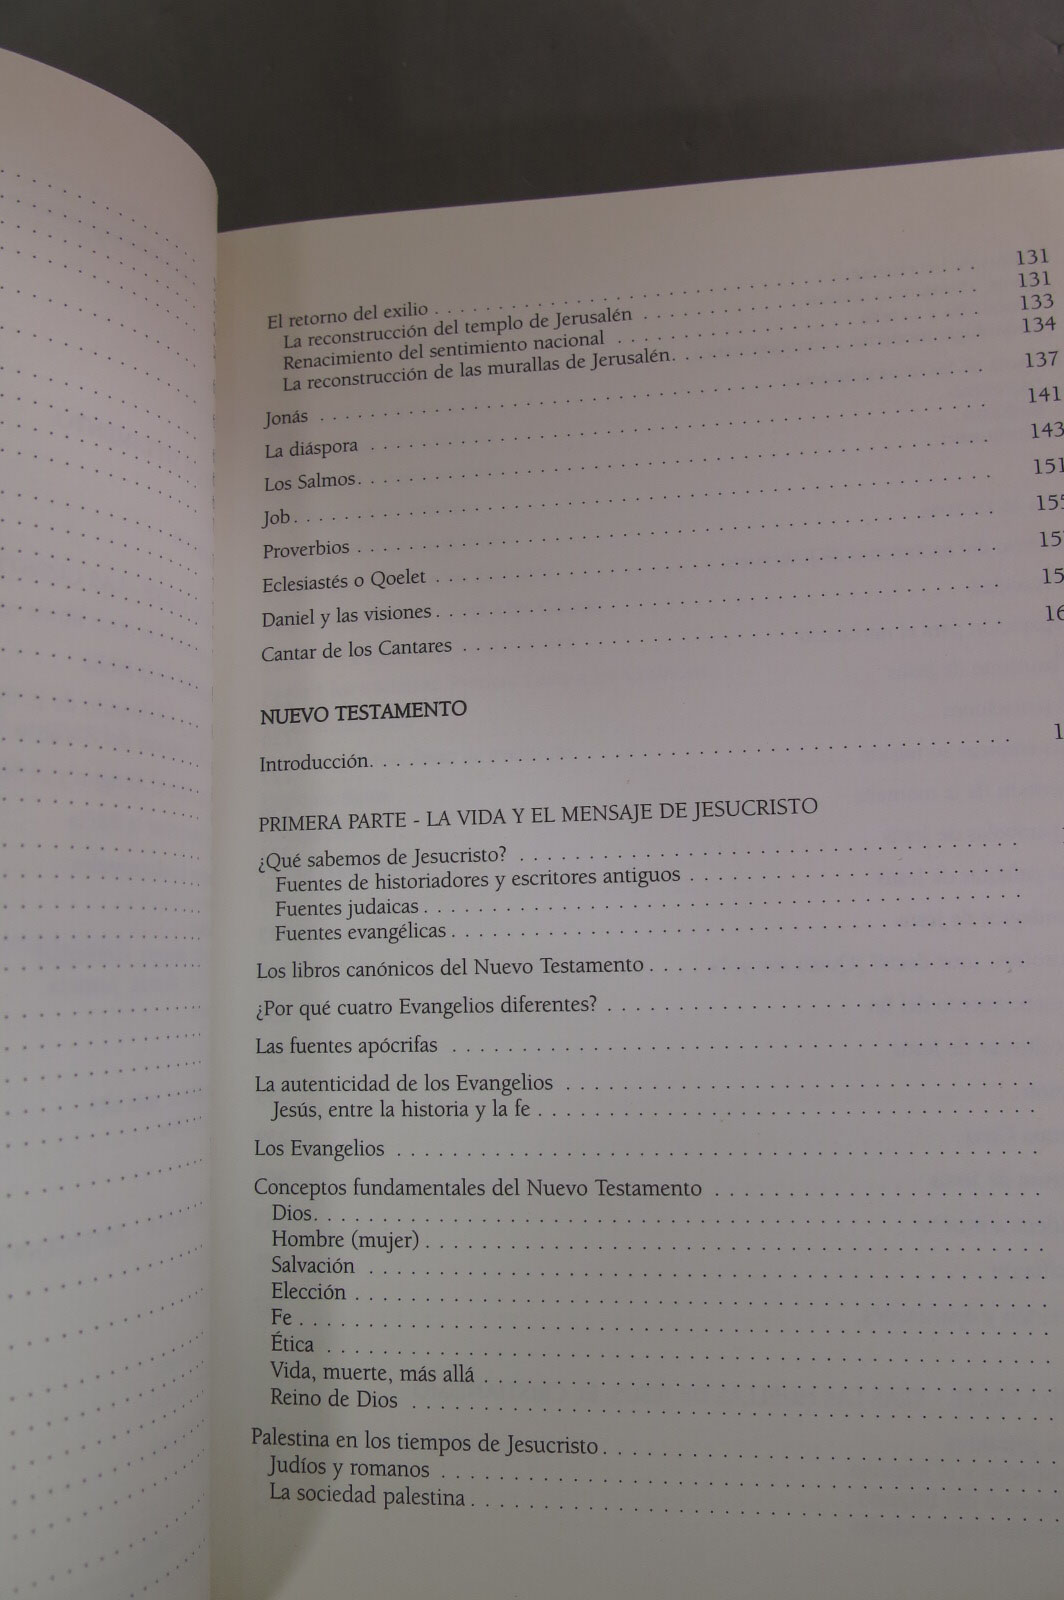 El retorno del exilio . . . . . . . . . . 131
La reconstrucción del templo de Jerusalén . . . . . . . . . . 131
Renacimiento del sentimiento nacional . . . . . . . . . . 133
La reconstrucción de las murallas de Jerusalén. . . . . . . . . . 134
Jonás . . . . . . . . . . 137
La diáspora . . . . . . . . . . 141
Los Salmos. . . . . . . . . . 143
Job. . . . . . . . . . 151
Proverbios . . . . . . . . . . 155
Eclesiastés o Qoelet . . . . . . . . . .
Daniel y las visiones. . . . . . . . . .
Cantar de los Cantares . . . . . . . . . .
NUEVO TESTAMENTO
Introducción. . . . . . . . . .
PRIMERA PARTE - LA VIDA Y EL MENSAJE DE JESUCRISTO
¿Qué sabemos de Jesucristo? . . . . . . . . . .
Fuentes de historiadores y escritores antiguos . . . . . . . . . .
Fuentes judaicas. . . . . . . . . .
Fuentes evangélicas. . . . . . . . . .
Los libros canónicos del Nuevo Testamento. . . . . . . . . .
¿Por qué cuatro Evangelios diferentes? . . . . . . . . . .
Las fuentes apócrifas . . . . . . . . . .
La autenticidad de los Evangelios . . . . . . . . . .
Jesús, entre la historia y la fe. . . . . . . . . .
Los Evangelios . . . . . . . . . .
Conceptos fundamentales del Nuevo Testamento . . . . . . . . . .
Dios. . . . . . . . . .
Hombre (mujer). . . . . . . . . .
Salvación . . . . . . . . . .
Elección . . . . . . . . . .
Fe . . . . . . . . . .
Ética . . . . . . . . . .
Vida, muerte, más allá . . . . . . . . . .
Reino de Dios . . . . . . . . . .
Palestina en los tiempos de Jesucristo. . . . . . . . . .
Judíos y romanos . . . . . . . . . .
La sociedad palestina. . . . . . . . . .